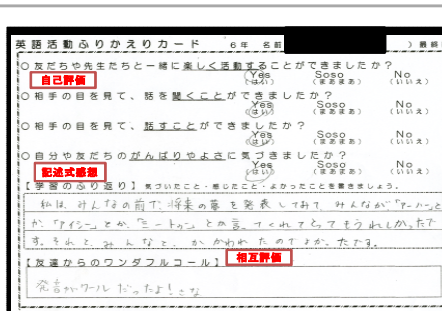 英語活動ふりかえりカード 6年 名前 ) 最終
○友だちや先生たちと一緒に楽しく活動することができましたか?
自己評価 Yes (はい) Soso (まあまあ) No (いいえ)
○相手の目を見て、話を聞くことができましたか?
Yes (はい) Soso (まあまあ) No (いいえ)
○相手の目を見て、話すことができましたか?
Yes (はい) Soso (まあまあ) No (いいえ)
○自分や友だちのがんばりやよさに気づきましたか?
記述式感想 Yes (はい) Soso (まあまあ) No (いいえ)
【学習のふり返り】気づいたこと・感じたこと・よかったことを書きましょう。
私は、みんなの前で、将来の夢を発表してみて、みんなが「アーハー」と
か、「アイシー」とか、「ミートゥー」とか言ってくれてとってもうれしかったで
す。それと、みんなと、かかわれたのでよかったです。
【友達からのワンダフルコール】 相互評価
発言がクールだったよ!